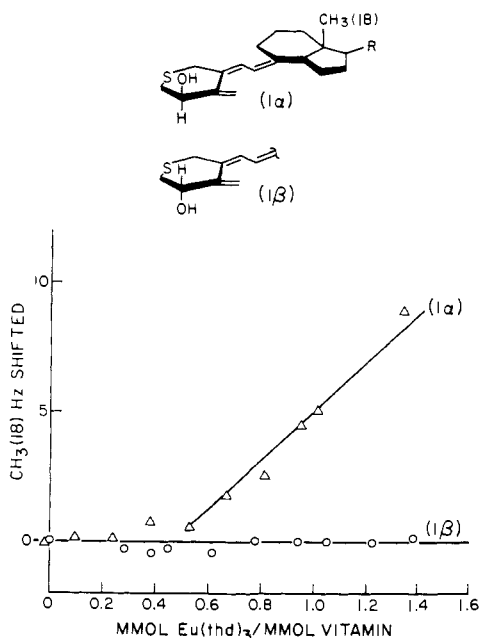 CH3(18)
R
S
OH
H
(1α)
S
H
OH
(1β)
CH3(18) Hz SHIFTED
10
5
0
(1α)
(1β)
0 0.2 0.4 0.6 0.8 1.0 1.2 1.4 1.6
MMOL Eu(thd)3/MMOL VITAMIN